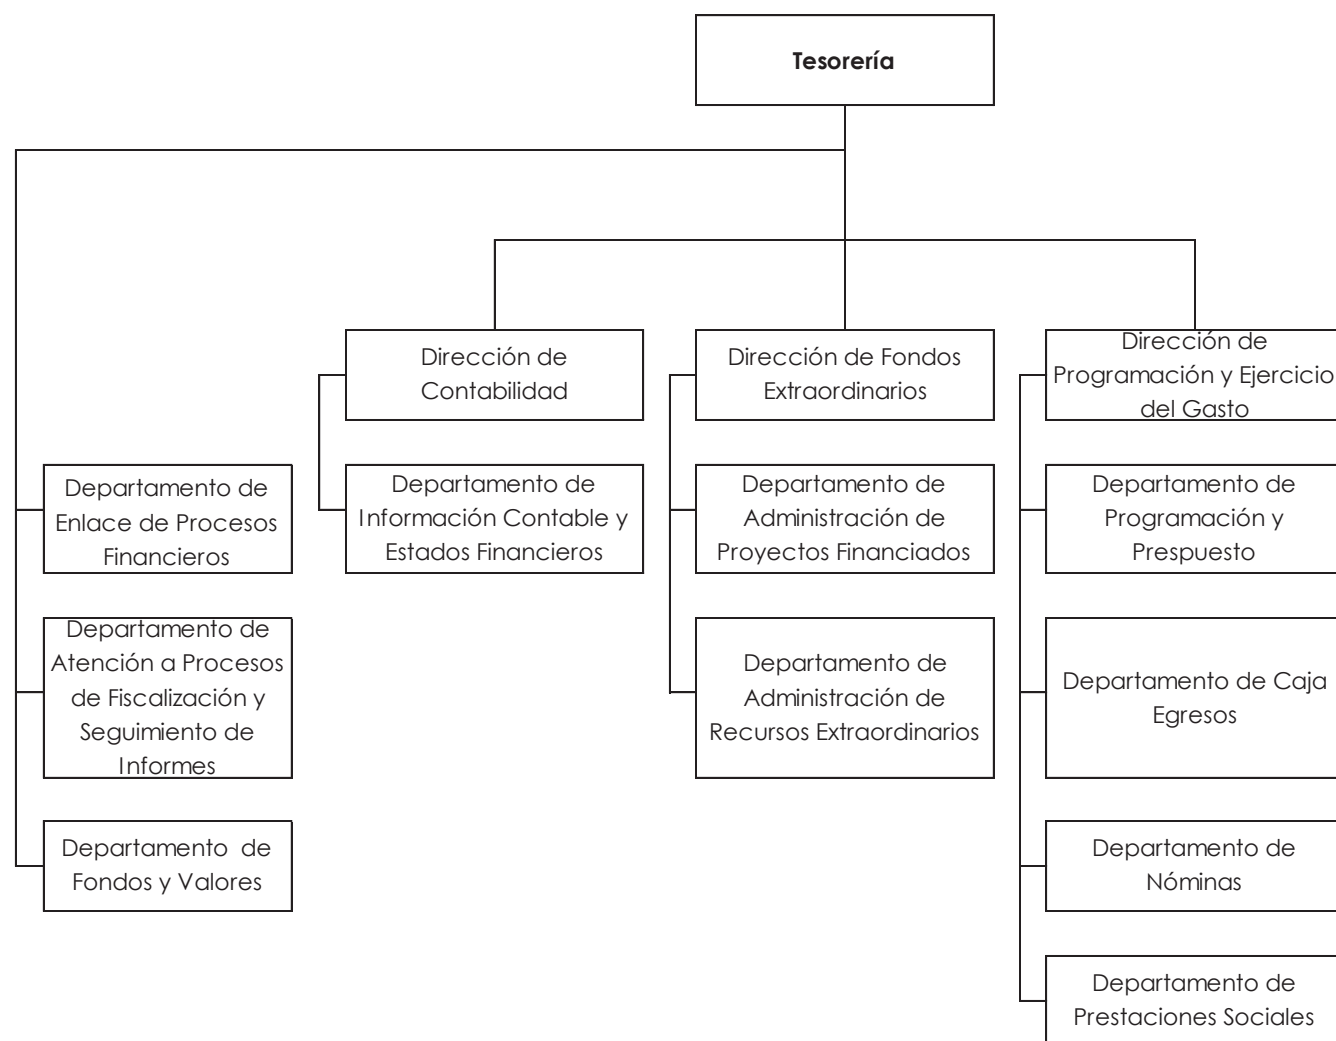 Tesorería
Dirección de
Contabilidad
Dirección de Fondos
Extraordinarios
Dirección de
Programación y Ejercicio
del Gasto
Departamento de
Enlace de Procesos
Financieros
Departamento de
Información Contable y
Estados Financieros
Departamento de
Administración de
Proyectos Financiados
Departamento de
Programación y
Prespuesto
Departamento de
Atención a Procesos
de Fiscalización y
Seguimiento de
Informes
Departamento de
Administración de
Recursos Extraordinarios
Departamento de Caja
Egresos
Departamento de
Fondos y Valores
Departamento de
Nóminas
Departamento de
Prestaciones Sociales